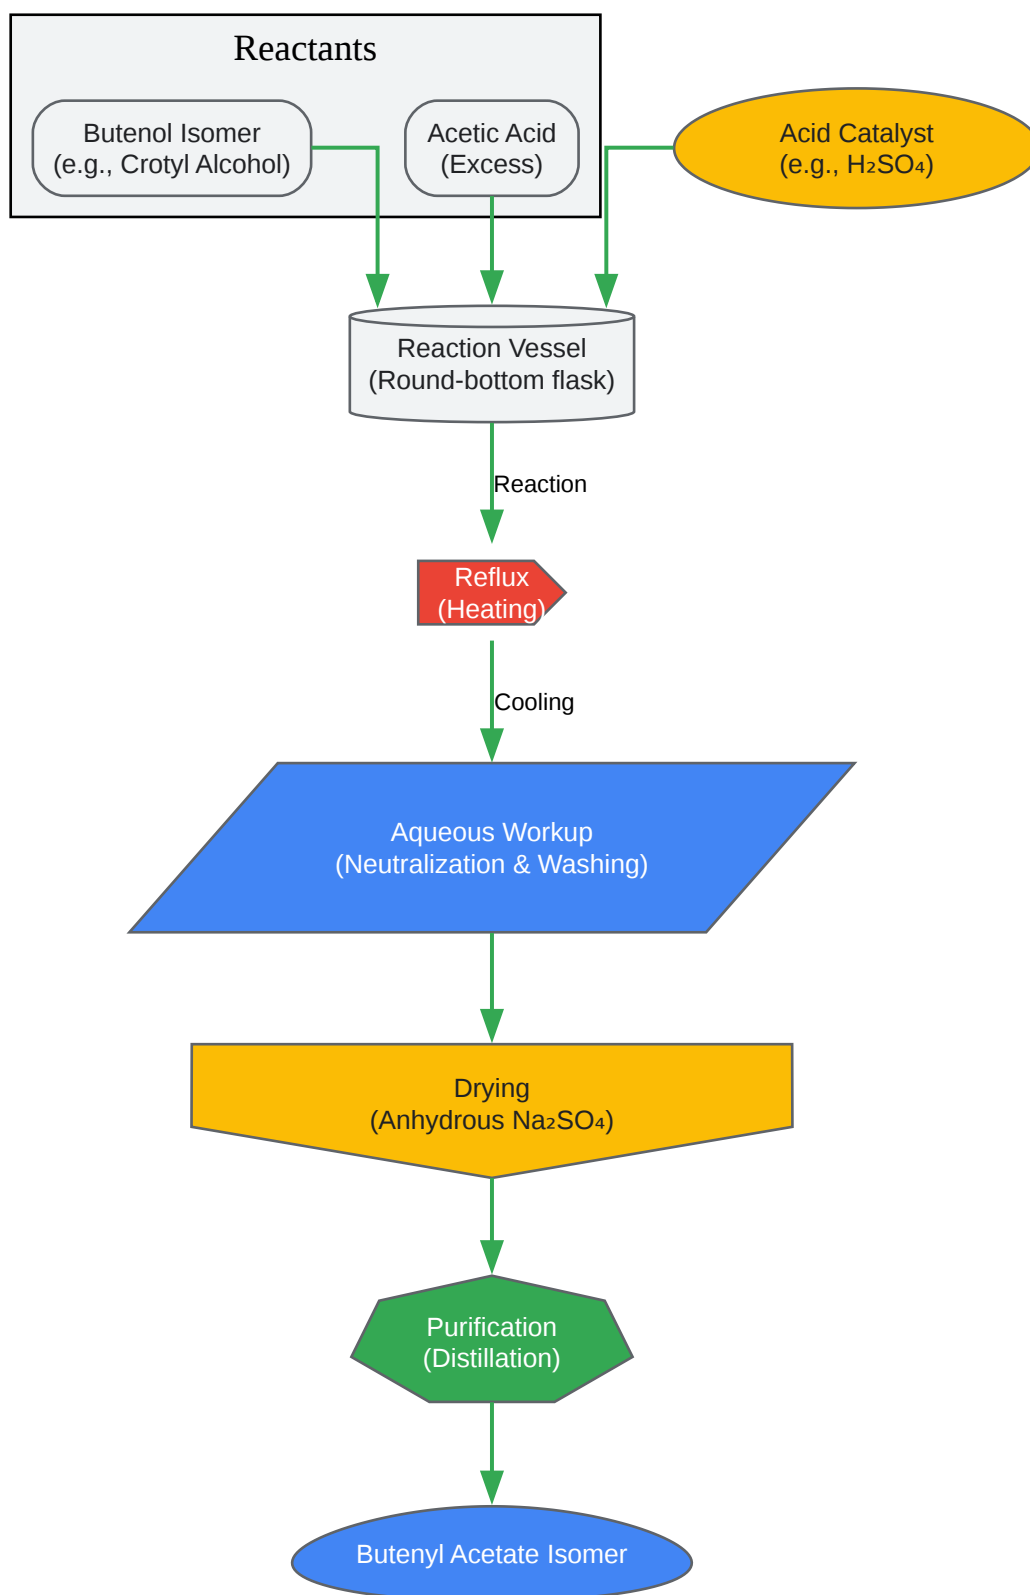 Reactants
Butenol Isomer
(e.g., Crotyl Alcohol)
Acetic Acid
(Excess)
Acid Catalyst
(e.g., H₂SO₄)
Reaction Vessel
(Round-bottom flask)
Reaction
Reflux
(Heating)
Cooling
Aqueous Workup
(Neutralization & Washing)
Drying
(Anhydrous Na₂SO₄)
Purification
(Distillation)
Butenyl Acetate Isomer